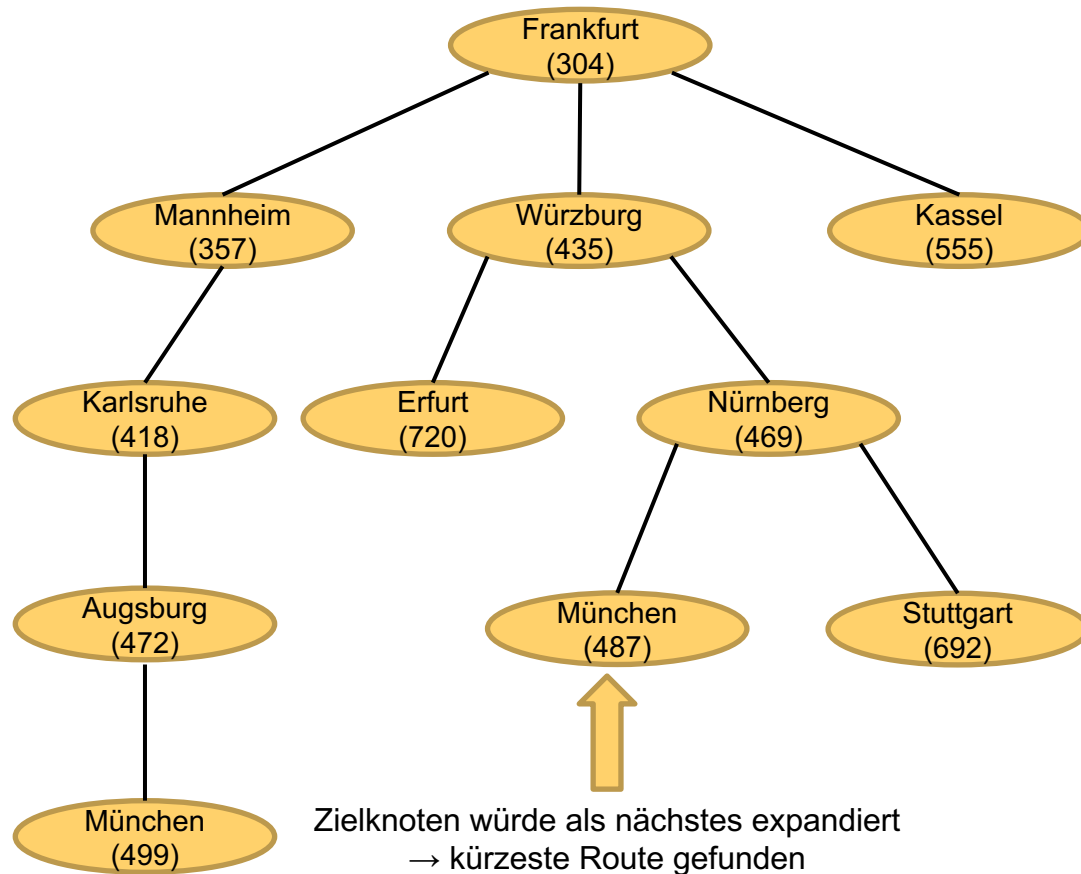 Frankfurt
(304)
Mannheim
(357)
Würzburg
(435)
Kassel
(555)
Karlsruhe
(418)
Erfurt
(720)
Nürnberg
(469)
Augsburg
(472)
München
(487)
Stuttgart
(692)
München
(499)
Zielknoten würde als nächstes expandiert
→ kürzeste Route gefunden